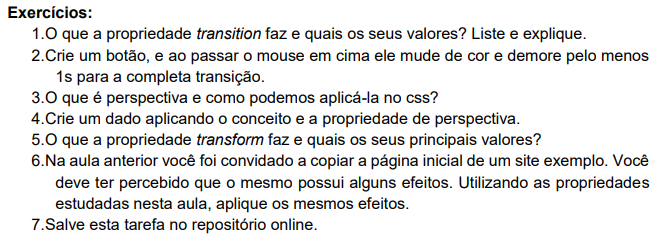 Exercícios:
1.O que a propriedade transition faz e quais os seus valores? Liste e explique.
2.Crie um botão, e ao passar o mouse em cima ele mude de cor e demore pelo menos
1s para a completa transição.
3.O que é perspectiva e como podemos aplicá-la no css?
4.Crie um dado aplicando o conceito e a propriedade de perspectiva.
5.O que a propriedade transform faz e quais os seus principais valores?
6.Na aula anterior você foi convidado a copiar a página inicial de um site exemplo. Você
deve ter percebido que o mesmo possui alguns efeitos. Utilizando as propriedades
estudadas nesta aula, aplique os mesmos efeitos.
7.Salve esta tarefa no repositório online.